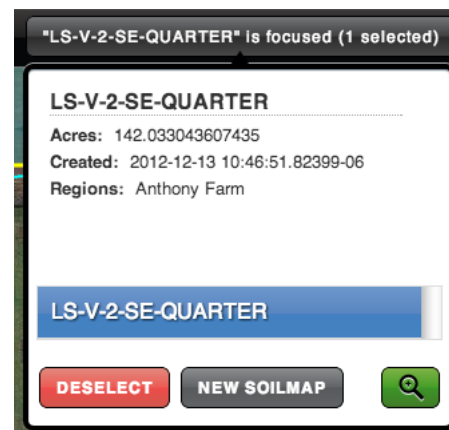 "LS-V-2-SE-QUARTER" is focused (1 selected)
LS-V-2-SE-QUARTER
Acres: 142.033043607435
Created: 2012-12-13 10:46:51.82399-06
Regions: Anthony Farm
LS-V-2-SE-QUARTER
DESELECT NEW SOILMAP